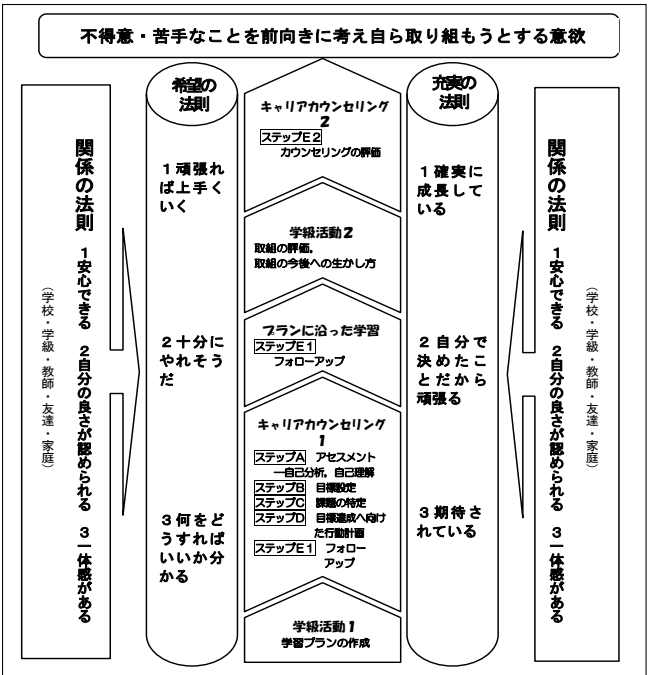 不得意・苦手なことを前向きに考え自ら取り組もうとする意欲
関係の法則 1安心できる 2自分の良さが認められる 3一体感がある
(学校・学級・教師・友達・家庭)
希望の
法則
1頑張れ
ば上手く
いく
2十分に
やれそう
だ
3何をど
うすれば
いいか分
かる
キャリアカウンセリング
2
ステップE2
カウンセリングの評価
学級活動2
取組の評価,
取組の今後への生かし方
プランに沿った学習
ステップE1
フォローアップ
キャリアカウンセリング
1
ステップA アセスメント
―自己分析,自己理解
ステップB 目標設定
ステップC 課題の特定
ステップD 目標達成へ向け
た行動計画
ステップE1 フォロー
アップ
学級活動1
学習プランの作成
充実の
法則
1確実に
成長して
いる
2自分で
決めたこ
とだから
頑張る
3期待さ
れている
関係の法則 1安心できる 2自分の良さが認められる 3一体感がある
(学校・学級・教師・友達・家庭)